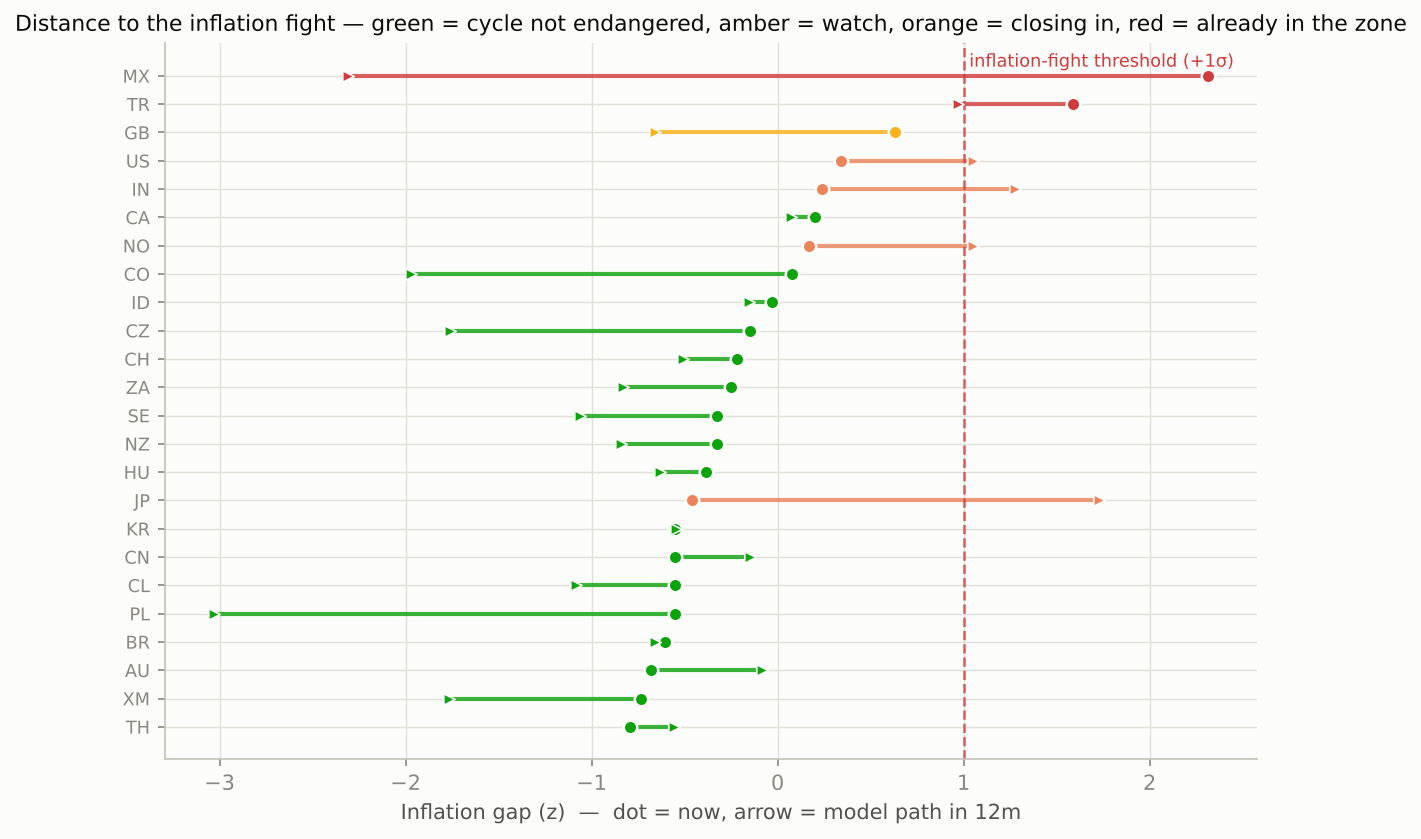 Distance to the inflation fight — green = cycle not endangered, amber = watch, orange = closing in, red = already in the zone
inflation-fight threshold (+1σ)
MX
TR
GB
US
IN
CA
NO
CO
ID
CZ
CH
ZA
SE
NZ
HU
JP
KR
CN
CL
PL
BR
AU
XM
TH
−3 −2 −1 0 1 2
Inflation gap (z) — dot = now, arrow = model path in 12m